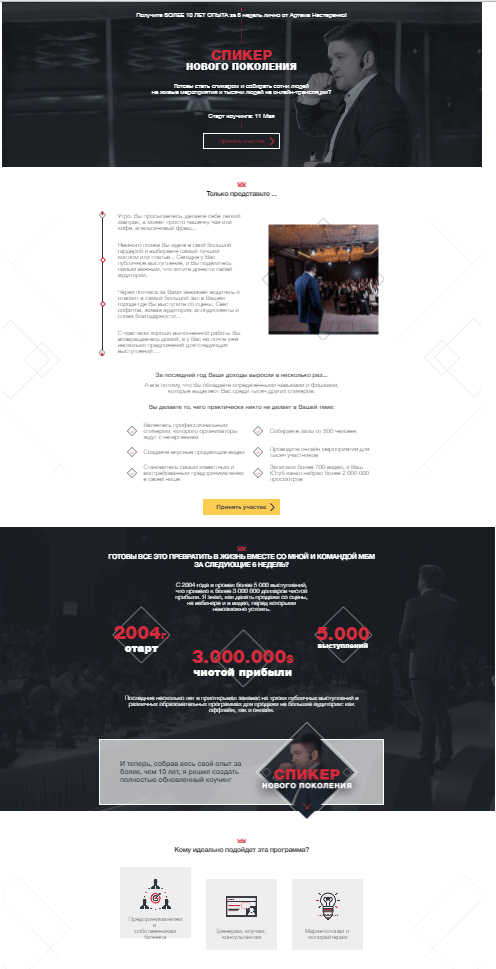 Получите БОЛЕЕ 10 ЛЕТ ОПЫТА за 6 недель лично от Артема Нестеренко!
СПИКЕР
НОВОГО ПОКОЛЕНИЯ
Готовы стать спикером и собирать сотни людей
на живые мероприятия и тысячи людей на онлайн-трансляции?
Старт коучинга: 11 Мая
Принять участие
Только представьте ...
Утро. Вы просыпаетесь, делаете себе легкий
завтрак, а может просто чашечку чая или
кофе, апельсиновый фреш...
Немного позже Вы идете в свой большой
гардероб и выбираете самый лучший
костюм или платье... Сегодня у Вас
публичное выступление, и Вы поделитесь
самым важным, что хотите донести своей
аудитории.
Через полчаса за Вами заезжает водитель и
отвозит в самый большой зал в Вашем
городе где Вы выступите со сцены. Свет
софитов, живая аудитория, аплодисменты и
слова благодарности...
С чувством хорошо выполненной работы Вы
возвращаетесь домой, а у Вас на почте уже
несколько предложений для следующих
выступлений....
За последний год Ваши доходы выросли в несколько раз...
А все потому, что Вы обладаете определенными навыками и фишками,
которые выделяют Вас среди тысяч других спикеров.
Вы делаете то, чего практически никто не делает в Вашей теме:
Являетесь профессиональным
спикером, которого организаторы
ждут с нетерпением
Собираете залы от 500 человек
Создаете вкусные продающие видео
Проводите онлайн мероприятия для
тысяч участников
Становитесь самым известным и
востребованным предпринимателем
в своей нише
Записали более 700 видео, и Ваш
Ютуб канал набрал более 2 000 000
просмотров
Принять участие
ГОТОВЫ ВСЕ ЭТО ПРЕВРАТИТЬ В ЖИЗНЬ ВМЕСТЕ СО МНОЙ И КОМАНДОЙ МБМ
ЗА СЛЕДУЮЩИЕ 6 НЕДЕЛЬ?
С 2004 года я провел более 5 000 выступлений,
что привело к более 3 000 000 долларов чистой
прибыли. Я знаю, как делать продажи со сцены,
на вебинаре и в видео, перед которыми
невозможно устоять.
2004г.
старт
3.000.000$
чистой прибыли
5.000
выступлений
Последние несколько лет я приоткрывал занавес на трюки публичных выступлений в
различных образовательных программах для продажи на большие аудитории: как
оффлайн, так и онлайн.
И теперь, собрав весь свой опыт за
более, чем 10 лет, я решил создать
полностью обновленный коучинг
СПИКЕР
НОВОГО ПОКОЛЕНИЯ
Кому идеально подойдет эта программа?
Предпринимателям
и
собственникам
бизнеса
Тренерам, коучам,
консультантам
Маркетологам и
копирайтерам